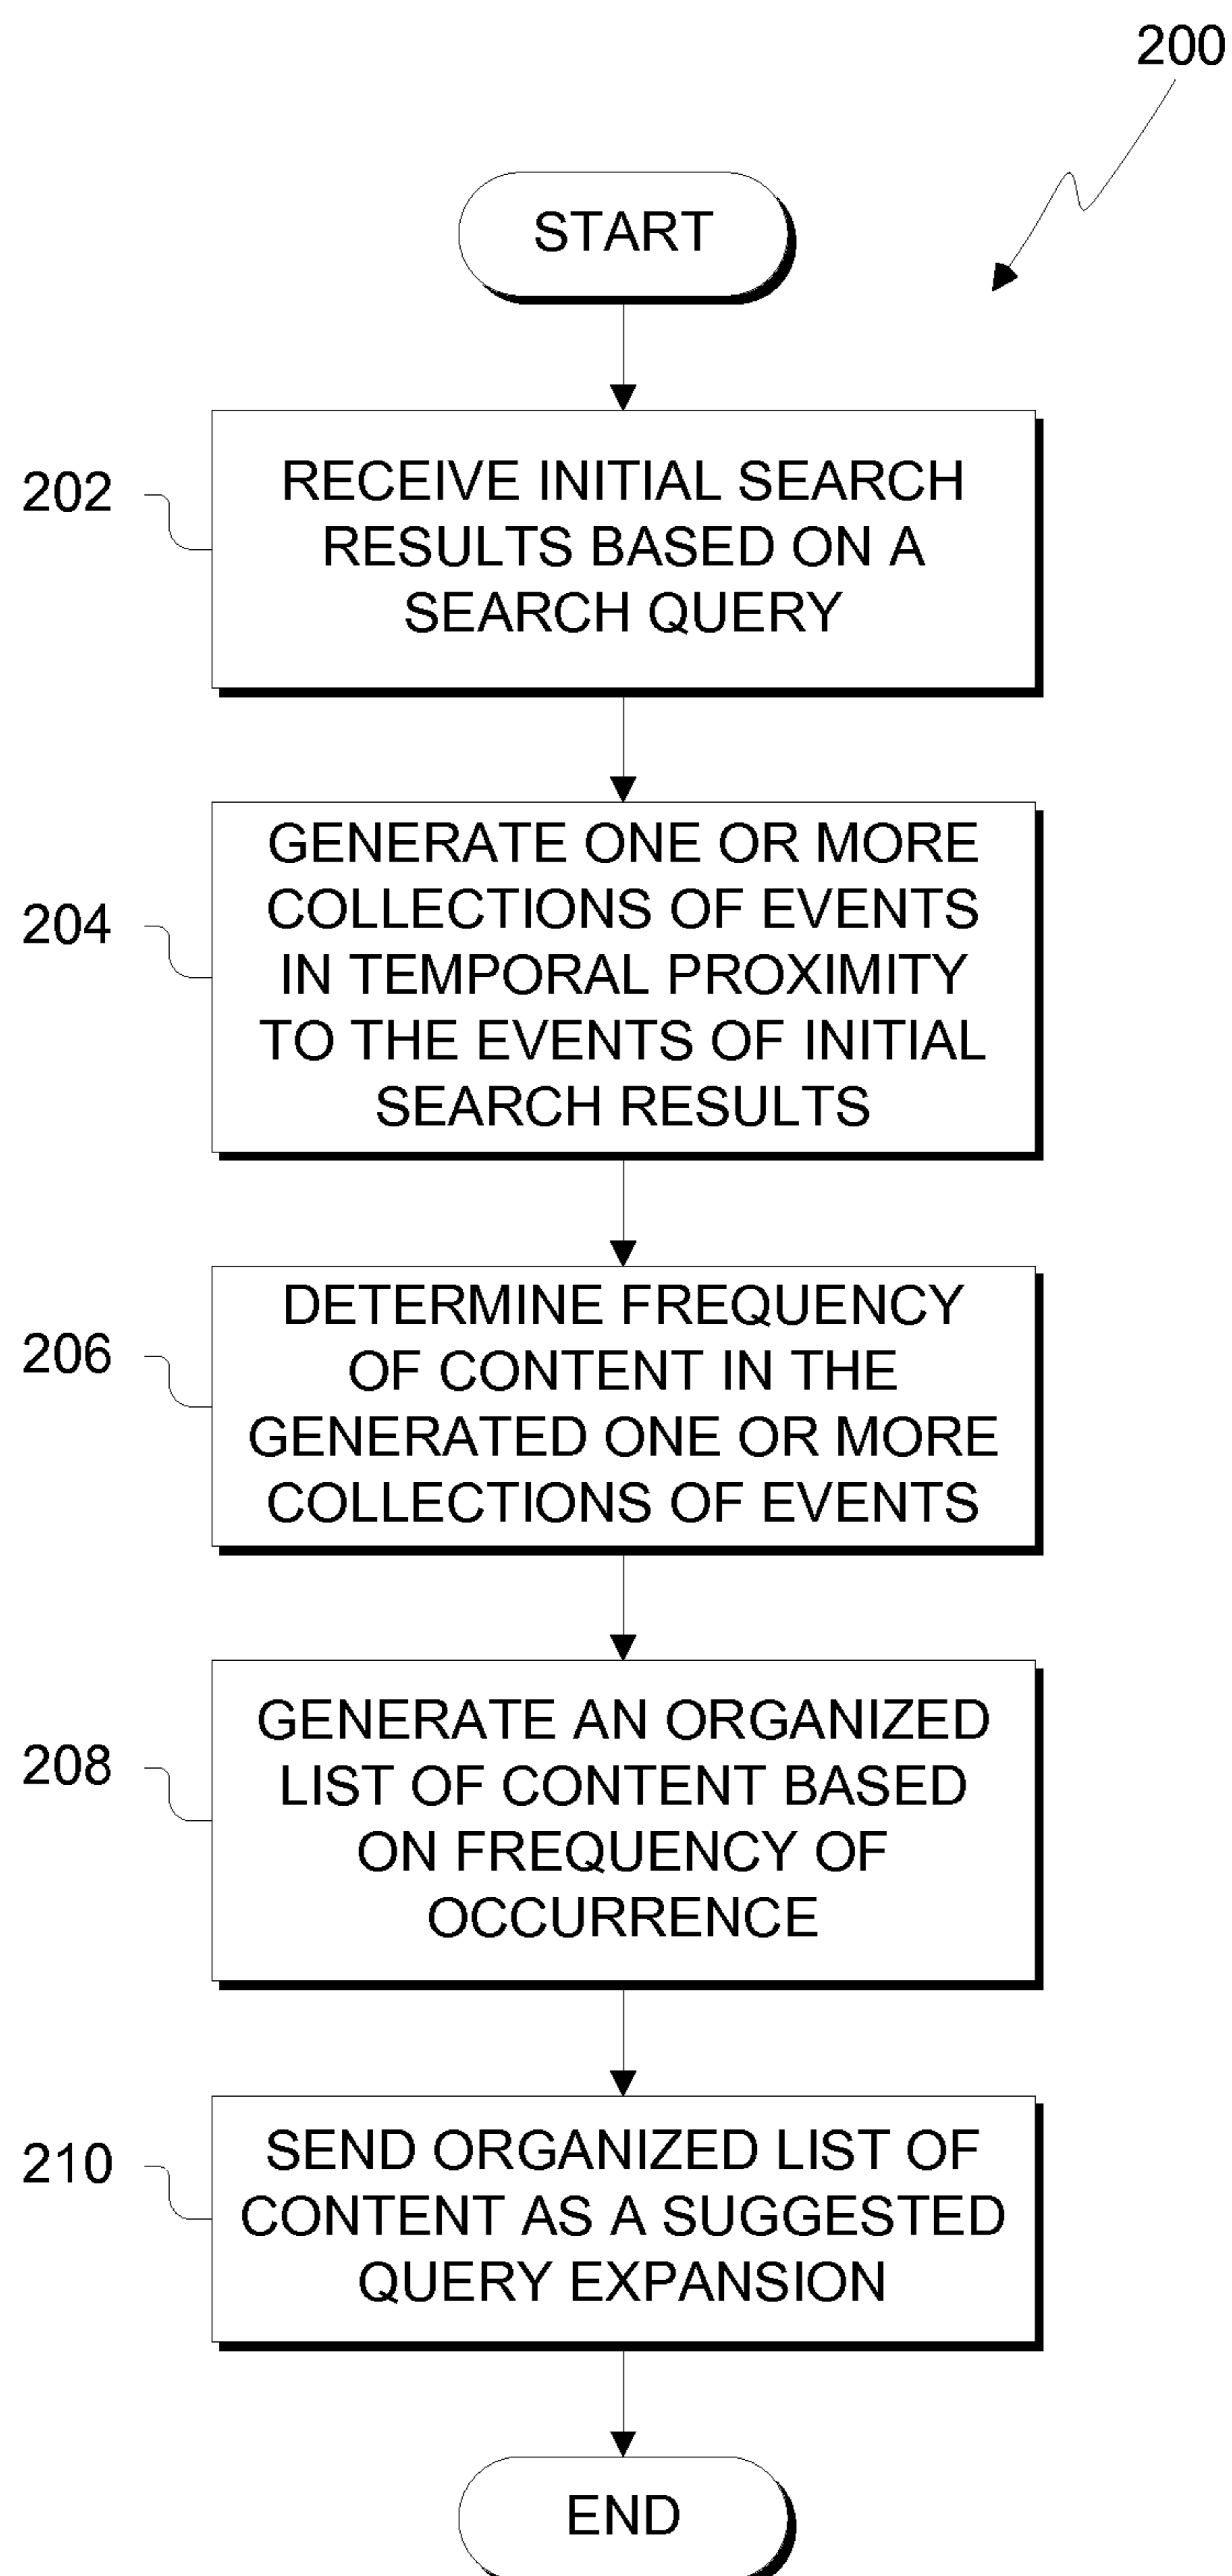 200
START
202
RECEIVE INITIAL SEARCH
RESULTS BASED ON A
SEARCH QUERY
204
GENERATE ONE OR MORE
COLLECTIONS OF EVENTS
IN TEMPORAL PROXIMITY
TO THE EVENTS OF INITIAL
SEARCH RESULTS
206
DETERMINE FREQUENCY
OF CONTENT IN THE
GENERATED ONE OR MORE
COLLECTIONS OF EVENTS
208
GENERATE AN ORGANIZED
LIST OF CONTENT BASED
ON FREQUENCY OF
OCCURRENCE
210
SEND ORGANIZED LIST OF
CONTENT AS A SUGGESTED
QUERY EXPANSION
END